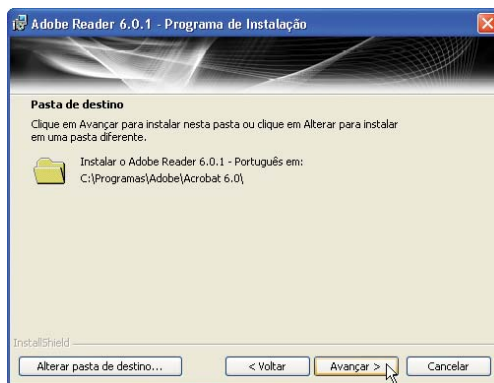 Adobe Reader 6.0.1 - Programa de Instalação
Pasta de destino
Clique em Avançar para instalar nesta pasta ou clique em Alterar para instalar
em uma pasta diferente.
Instalar o Adobe Reader 6.0.1 - Português em:
C:\Programas\Adobe\Acrobat 6.0\
InstallShield
Alterar pasta de destino... < Voltar Avançar > Cancelar